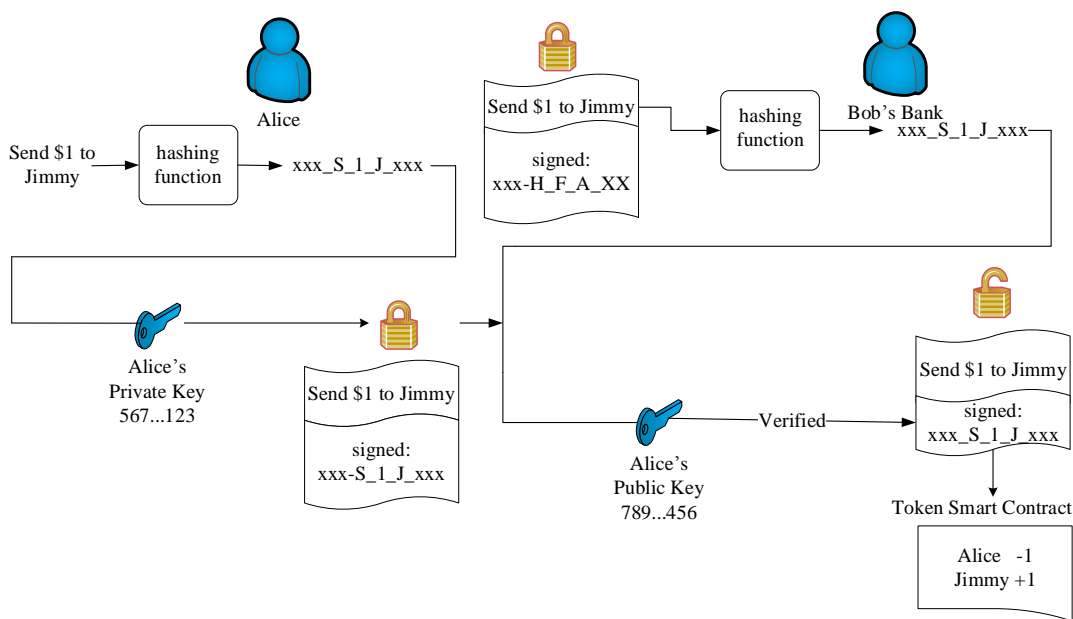 Alice
Send $1 to
Jimmy
hashing
function
xxx_S_1_J_xxx
Alice's
Private Key
567...123
Send $1 to Jimmy
signed:
xxx-S_1_J_xxx
Send $1 to Jimmy
signed:
xxx-H_F_A_XX
hashing
function
Bob's Bank
xxx_S_1_J_xxx
Alice's
Public Key
789...456
Verified
Send $1 to Jimmy
signed:
xxx_S_1_J_xxx
Token Smart Contract
Alice -1
Jimmy +1